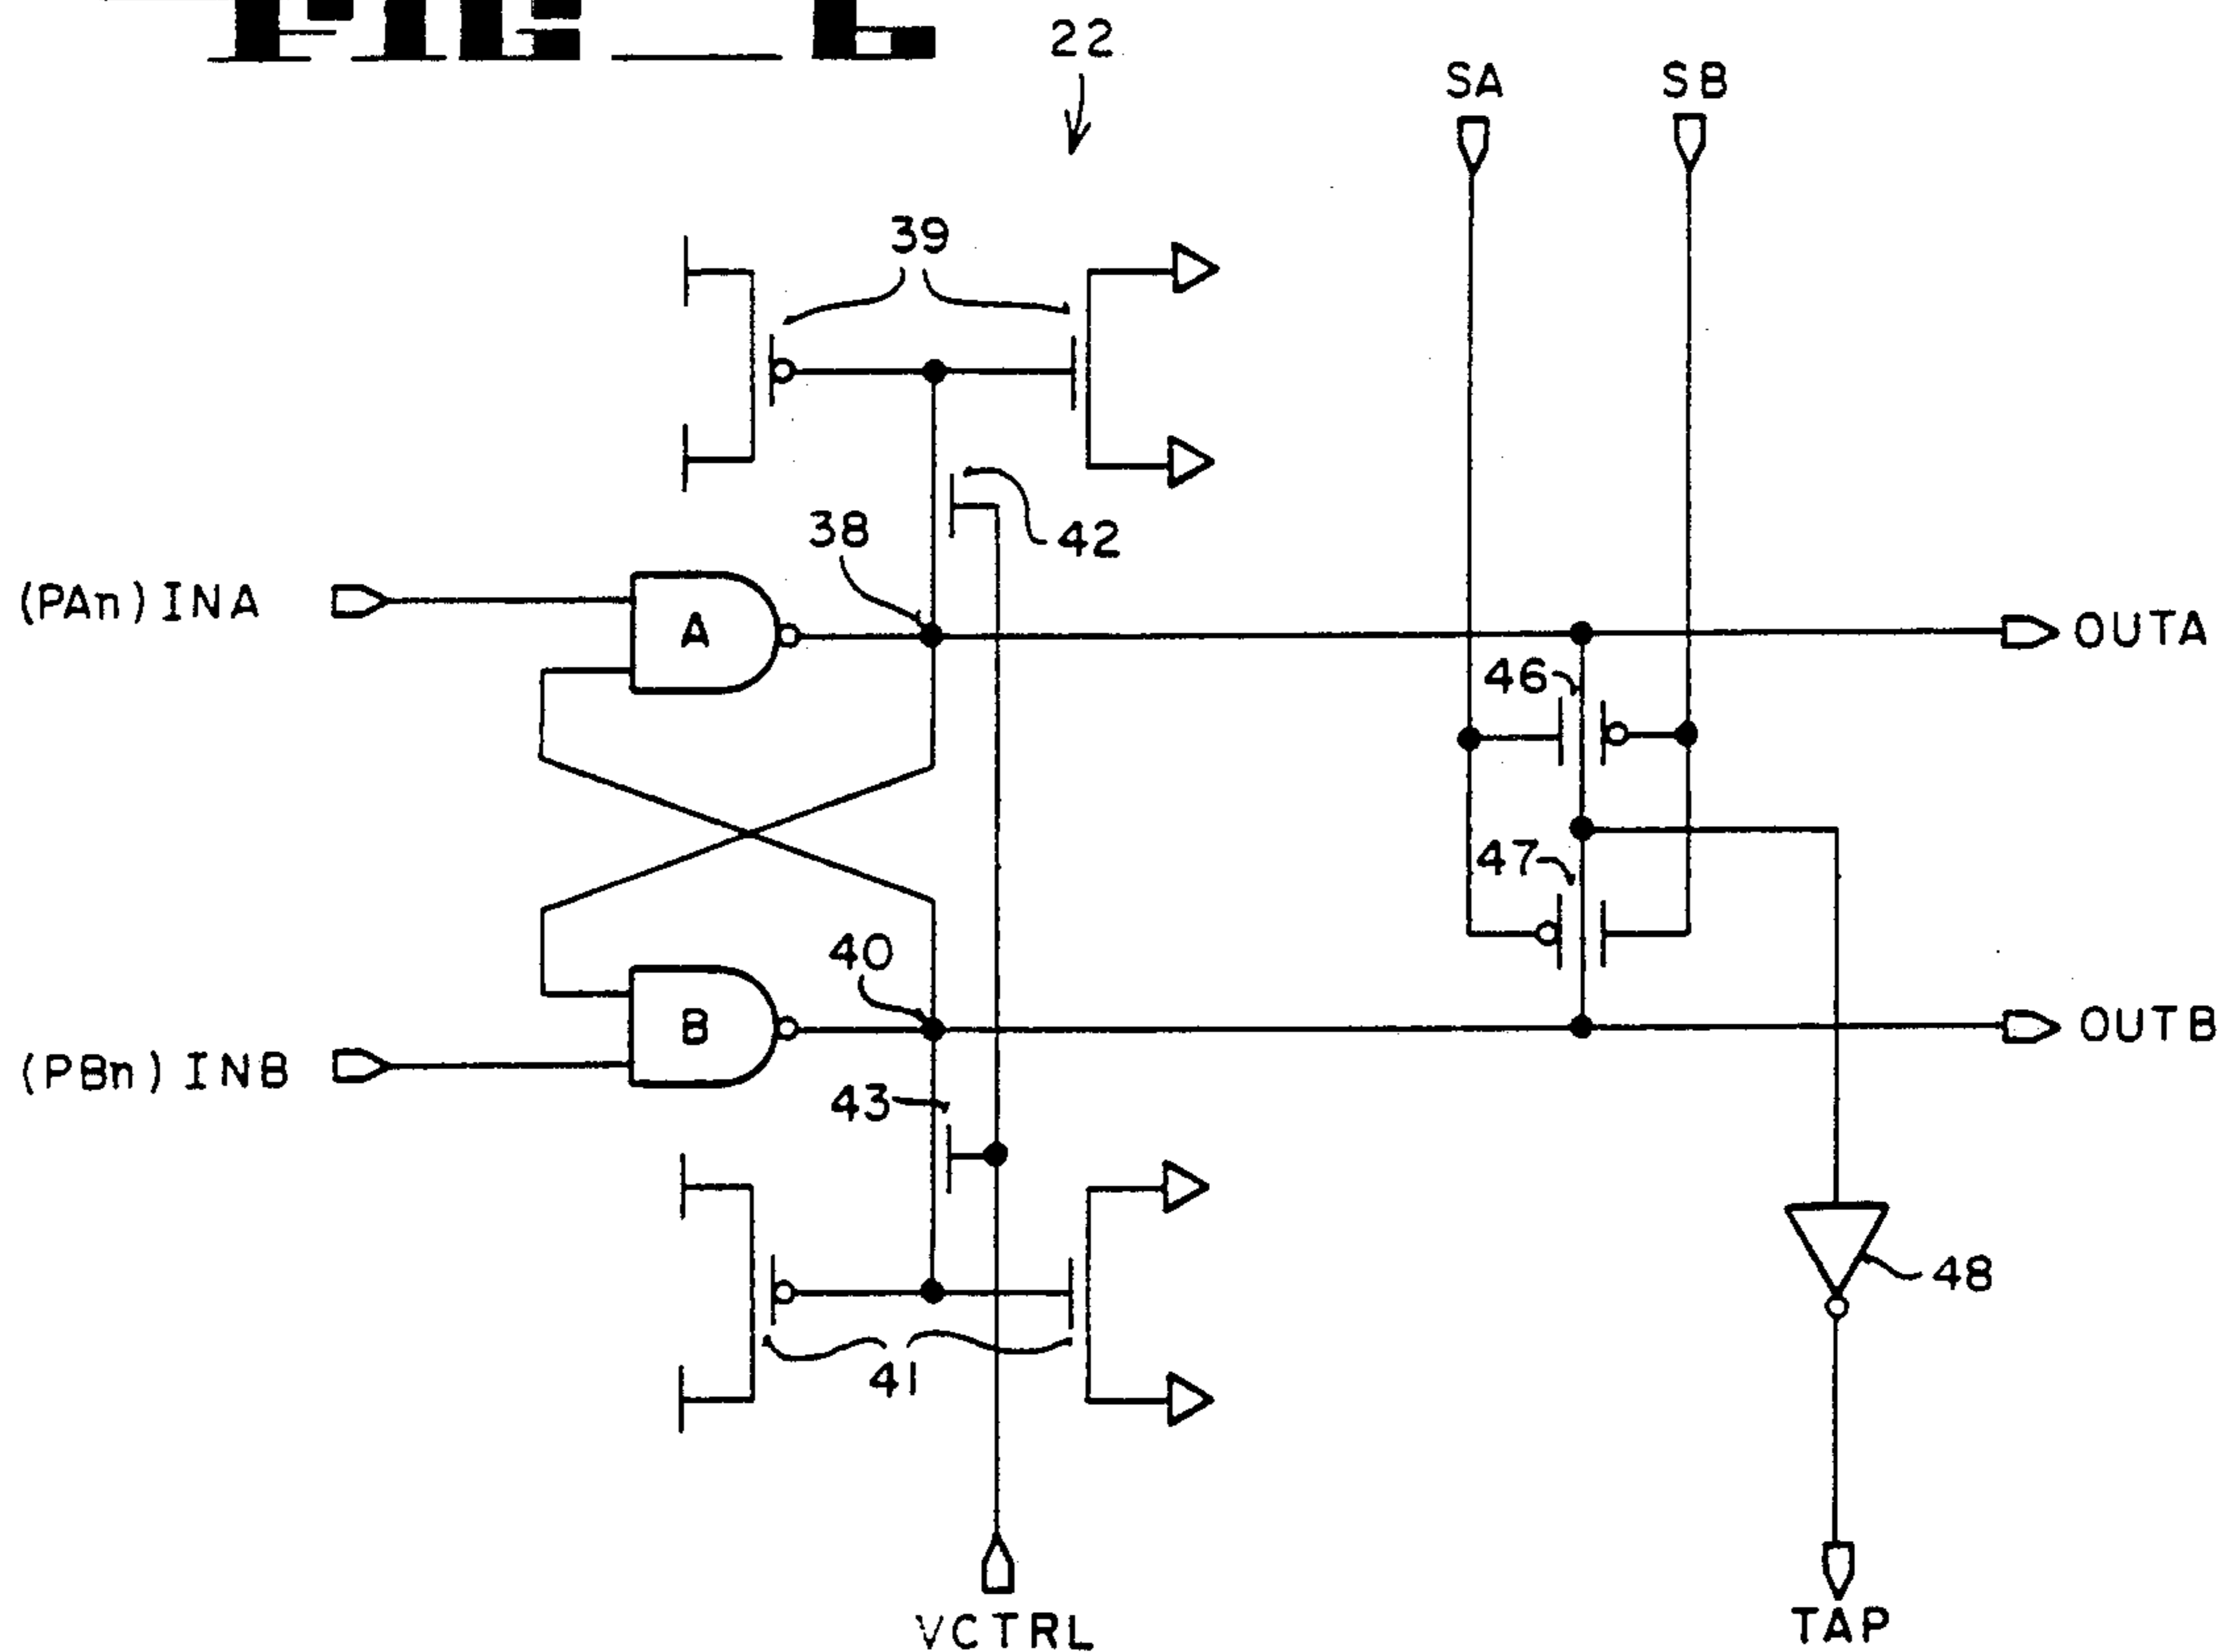 22
SA SB
39
38
42
(PAn) INA
A
OUTA
46
47
40
B
OUTB
(PBn) INB
43
41
48
VCTRL
TAP